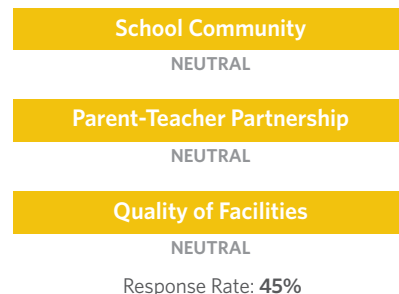 School Community
NEUTRAL
Parent-Teacher Partnership
NEUTRAL
Quality of Facilities
NEUTRAL
Response Rate: 45%